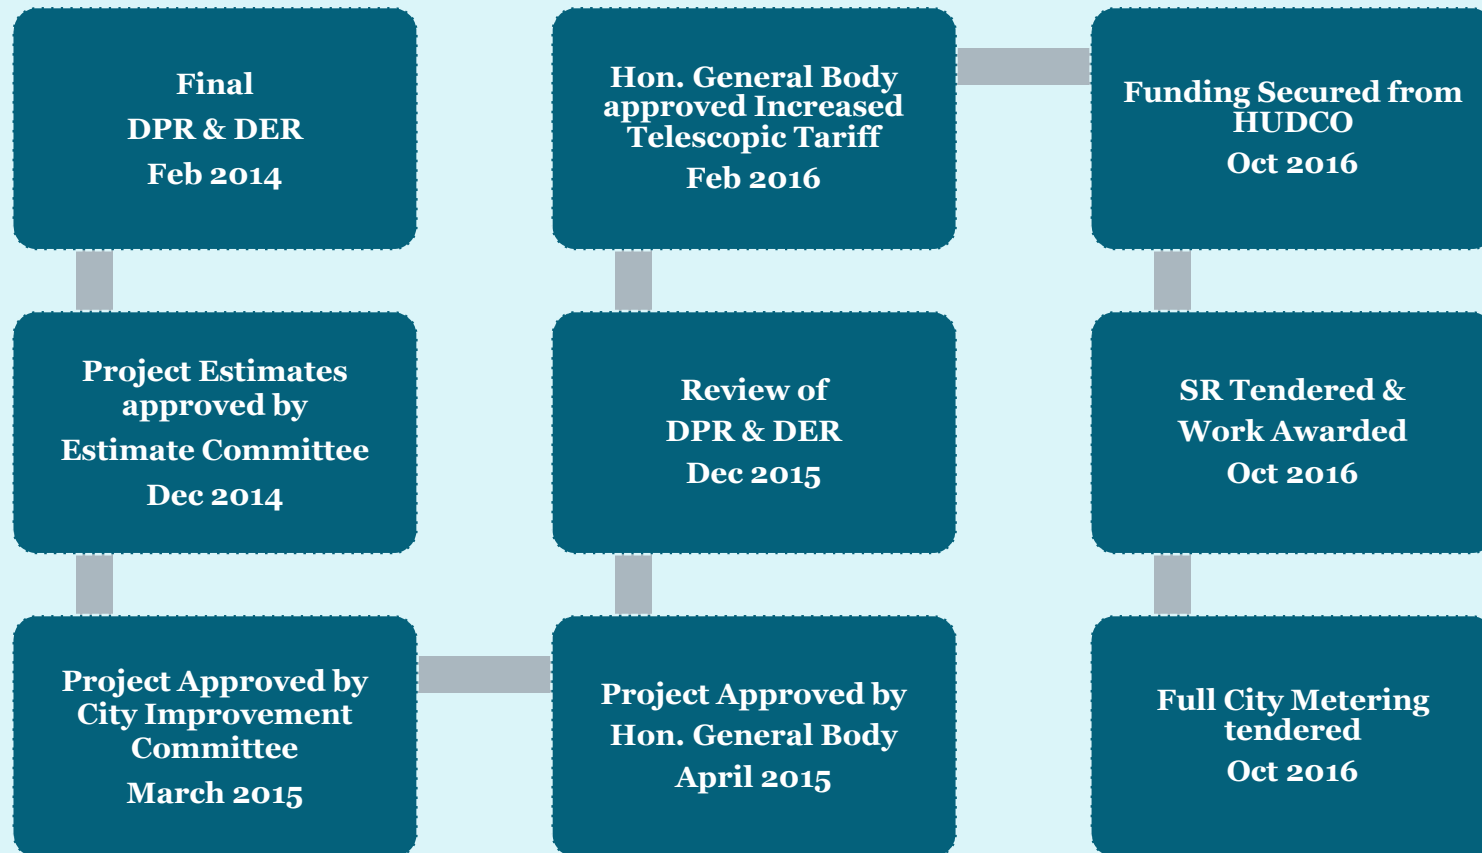 Final
DPR & DER
Feb 2014
Project Estimates
approved by
Estimate Committee
Dec 2014
Project Approved by
City Improvement
Committee
March 2015
Project Approved by
Hon. General Body
April 2015
Review of
DPR & DER
Dec 2015
Hon. General Body
approved Increased
Telescopic Tariff
Feb 2016
Funding Secured from
HUDCO
Oct 2016
SR Tendered &
Work Awarded
Oct 2016
Full City Metering
tendered
Oct 2016